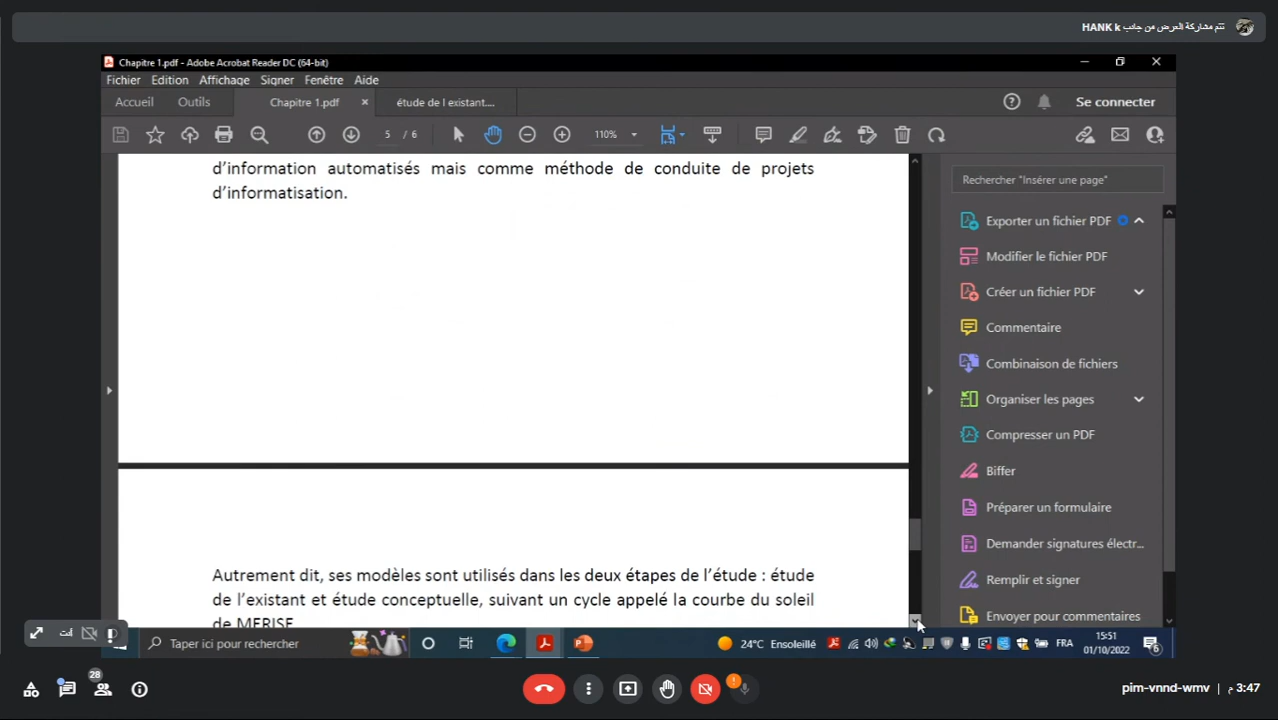 تتم مشاركة العرض من جانب HANK k
Chapitre 1.pdf - Adobe Acrobat Reader DC (64-bit)
Fichier Edition Affichage Signer Fenêtre Aide
Accueil Outils Chapitre 1.pdf × étude de l existant... Se connecter
5 / 6 110%
d’information automatisés mais comme méthode de conduite de projets
d’informatisation.
Autrement dit, ses modèles sont utilisés dans les deux étapes de l’étude : étude
de l’existant et étude conceptuelle, suivant un cycle appelé la courbe du soleil
de MERISE
Rechercher "Insérer une page"
Exporter un fichier PDF
Modifier le fichier PDF
Créer un fichier PDF
Commentaire
Combinaison de fichiers
Organiser les pages
Compresser un PDF
Biffer
Préparer un formulaire
Demander signatures électr...
Remplir et signer
Envoyer pour commentaires
انت
Taper ici pour rechercher
24°C Ensoleillé
FRA
15:51
01/10/2022
6
28
pim-vnnd-wmv | 3:47 م